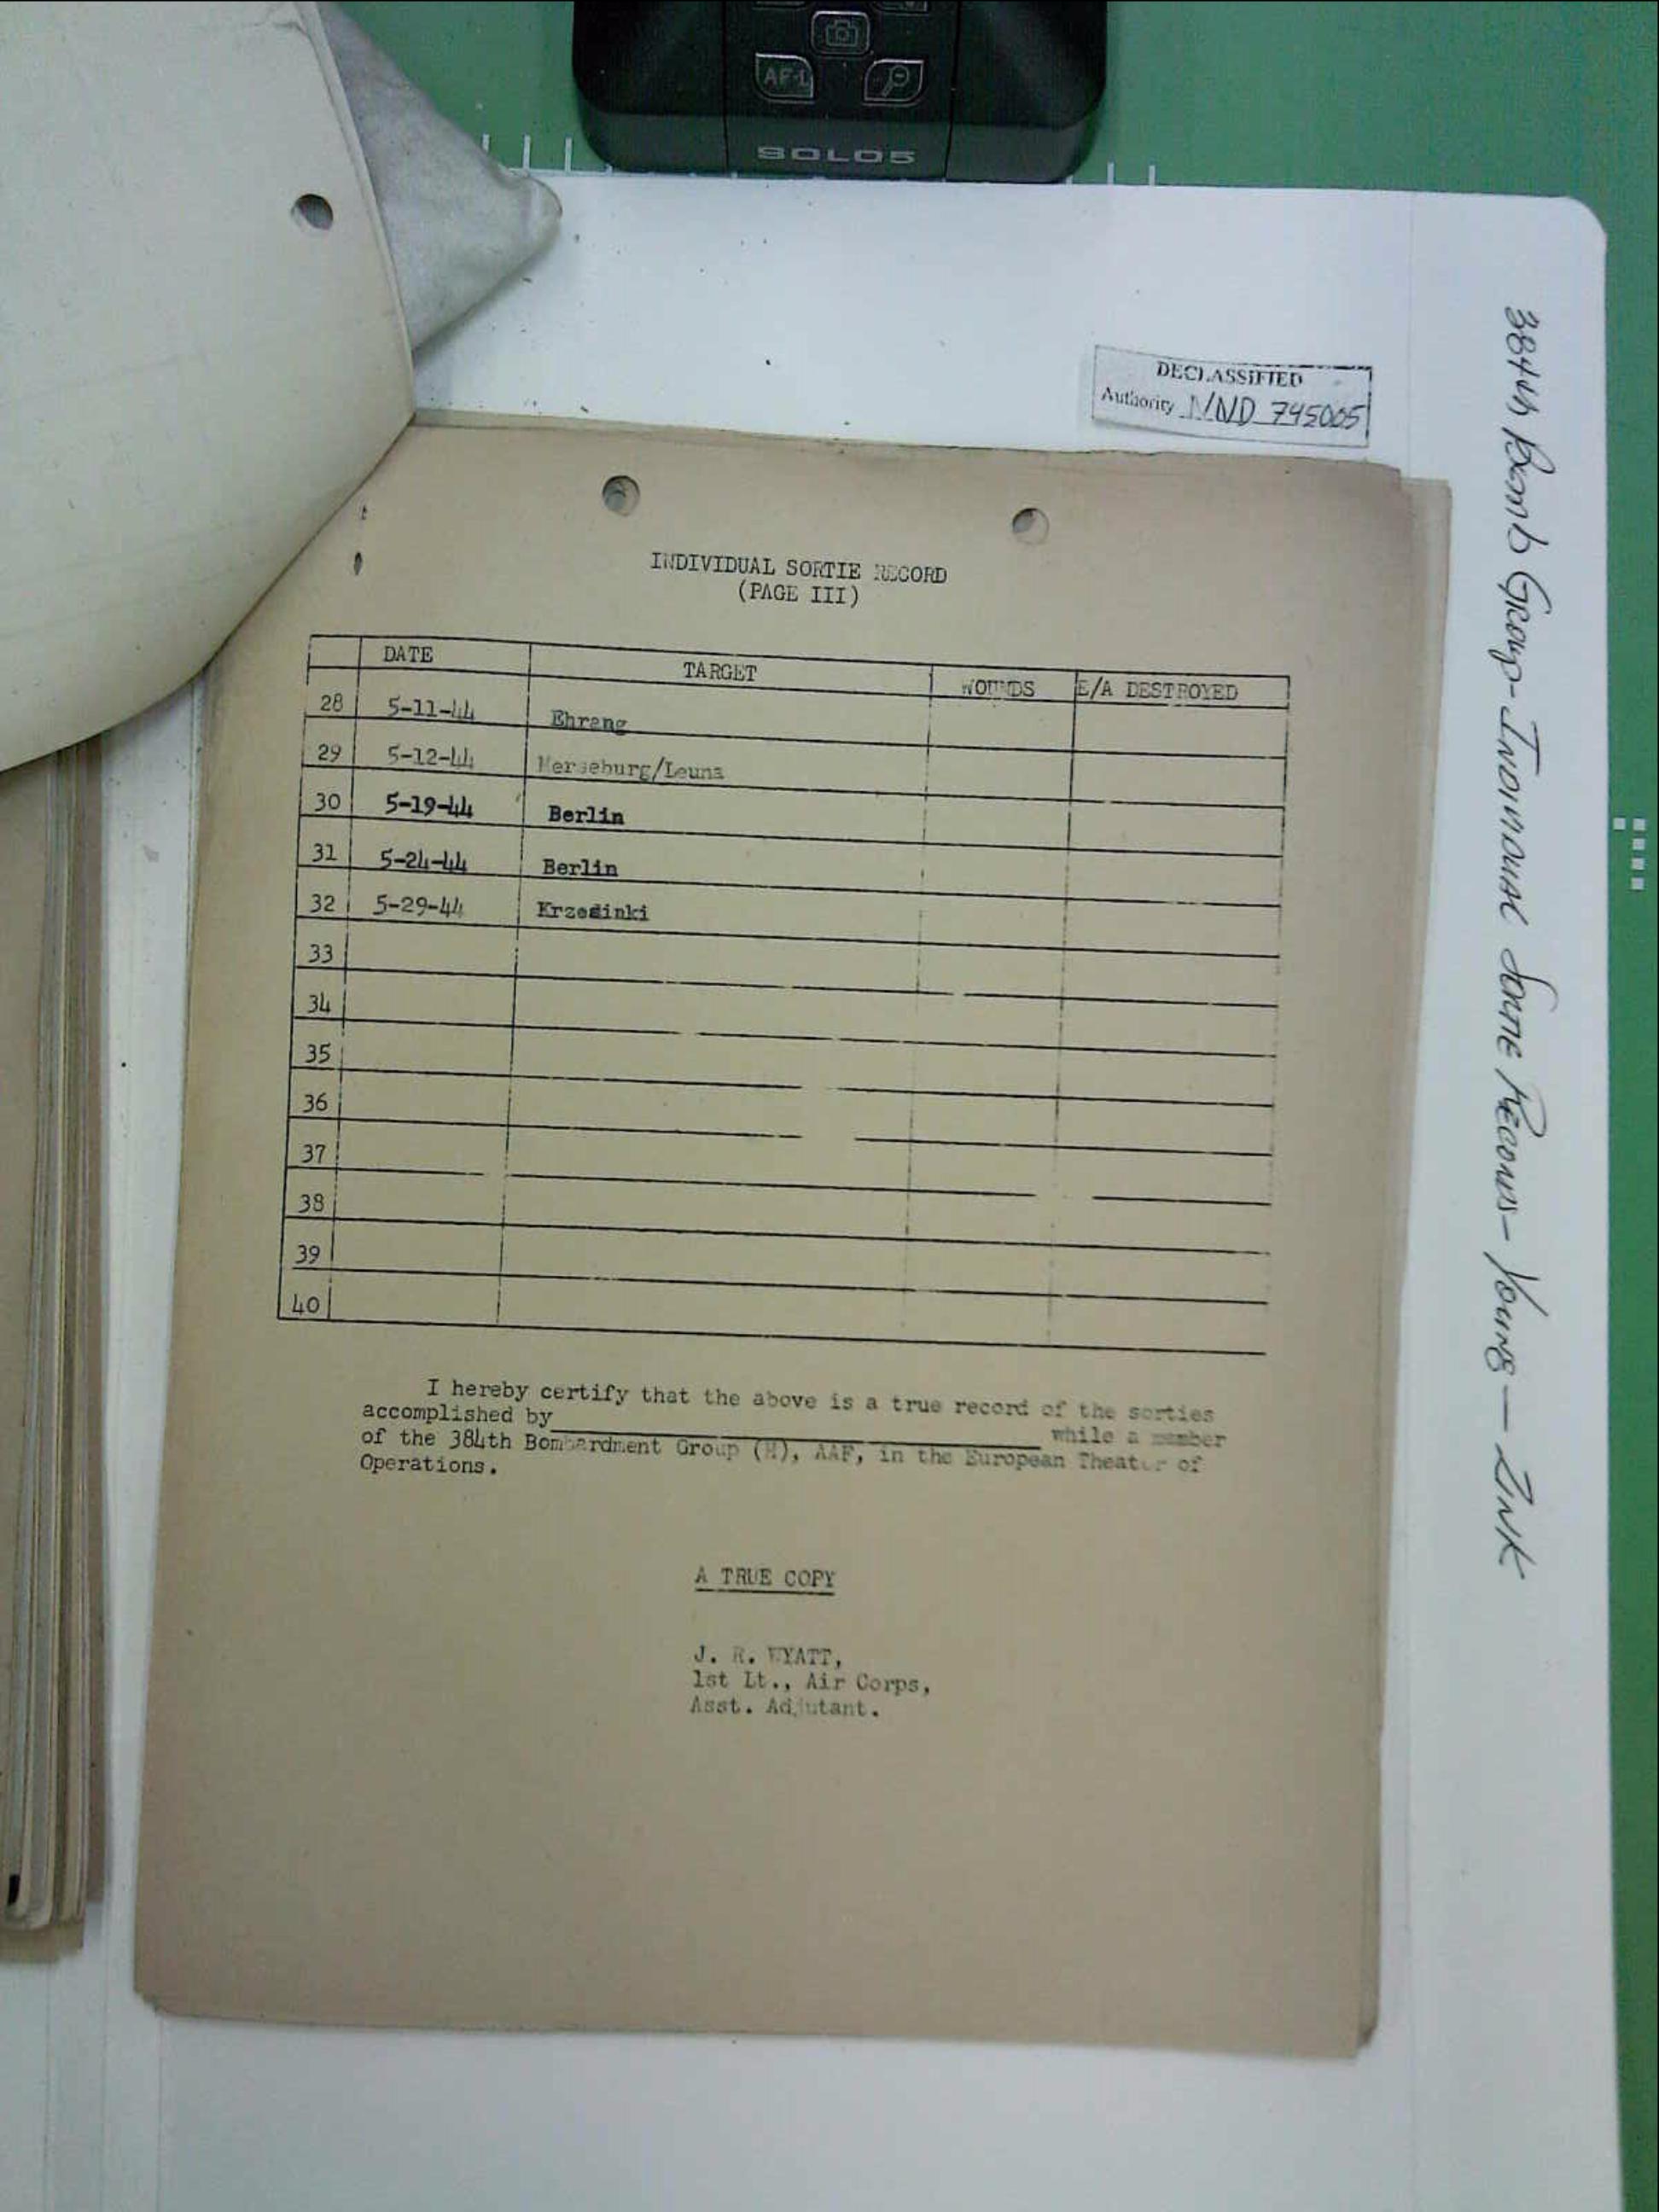 AF-L
SOLO5
DECLASSIFIED
Authority NND 745005
384th Bomb Group - Individual Sortie Records - Young - Zink
INDIVIDUAL SORTIE RECORD
(PAGE III)
DATE TARGET WOUNDS E/A DESTROYED
28 5-11-44 Ehrang
29 5-12-44 Merseburg/Leuna
30 5-19-44 Berlin
31 5-24-44 Berlin
32 5-29-44 Krzesinki
33
34
35
36
37
38
39
40
I hereby certify that the above is a true record of the sorties
accomplished by while a member
of the 384th Bombardment Group (H), AAF, in the European Theater of
Operations.
A TRUE COPY
J. R. WYATT,
1st Lt., Air Corps,
Asst. Adjutant.